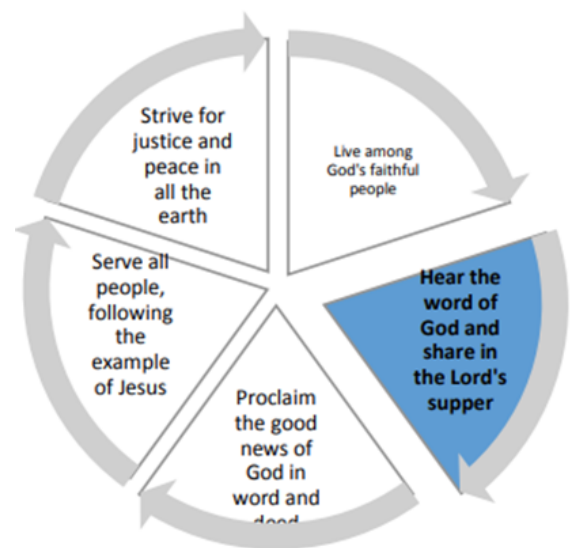 Strive for
justice and
peace in
all the
earth
Live among
God's faithful
people
Hear the
word of
God and
share in
the Lord's
supper
Proclaim
the good
news of
God in
word and
deed
Serve all
people,
following
the
example
of Jesus